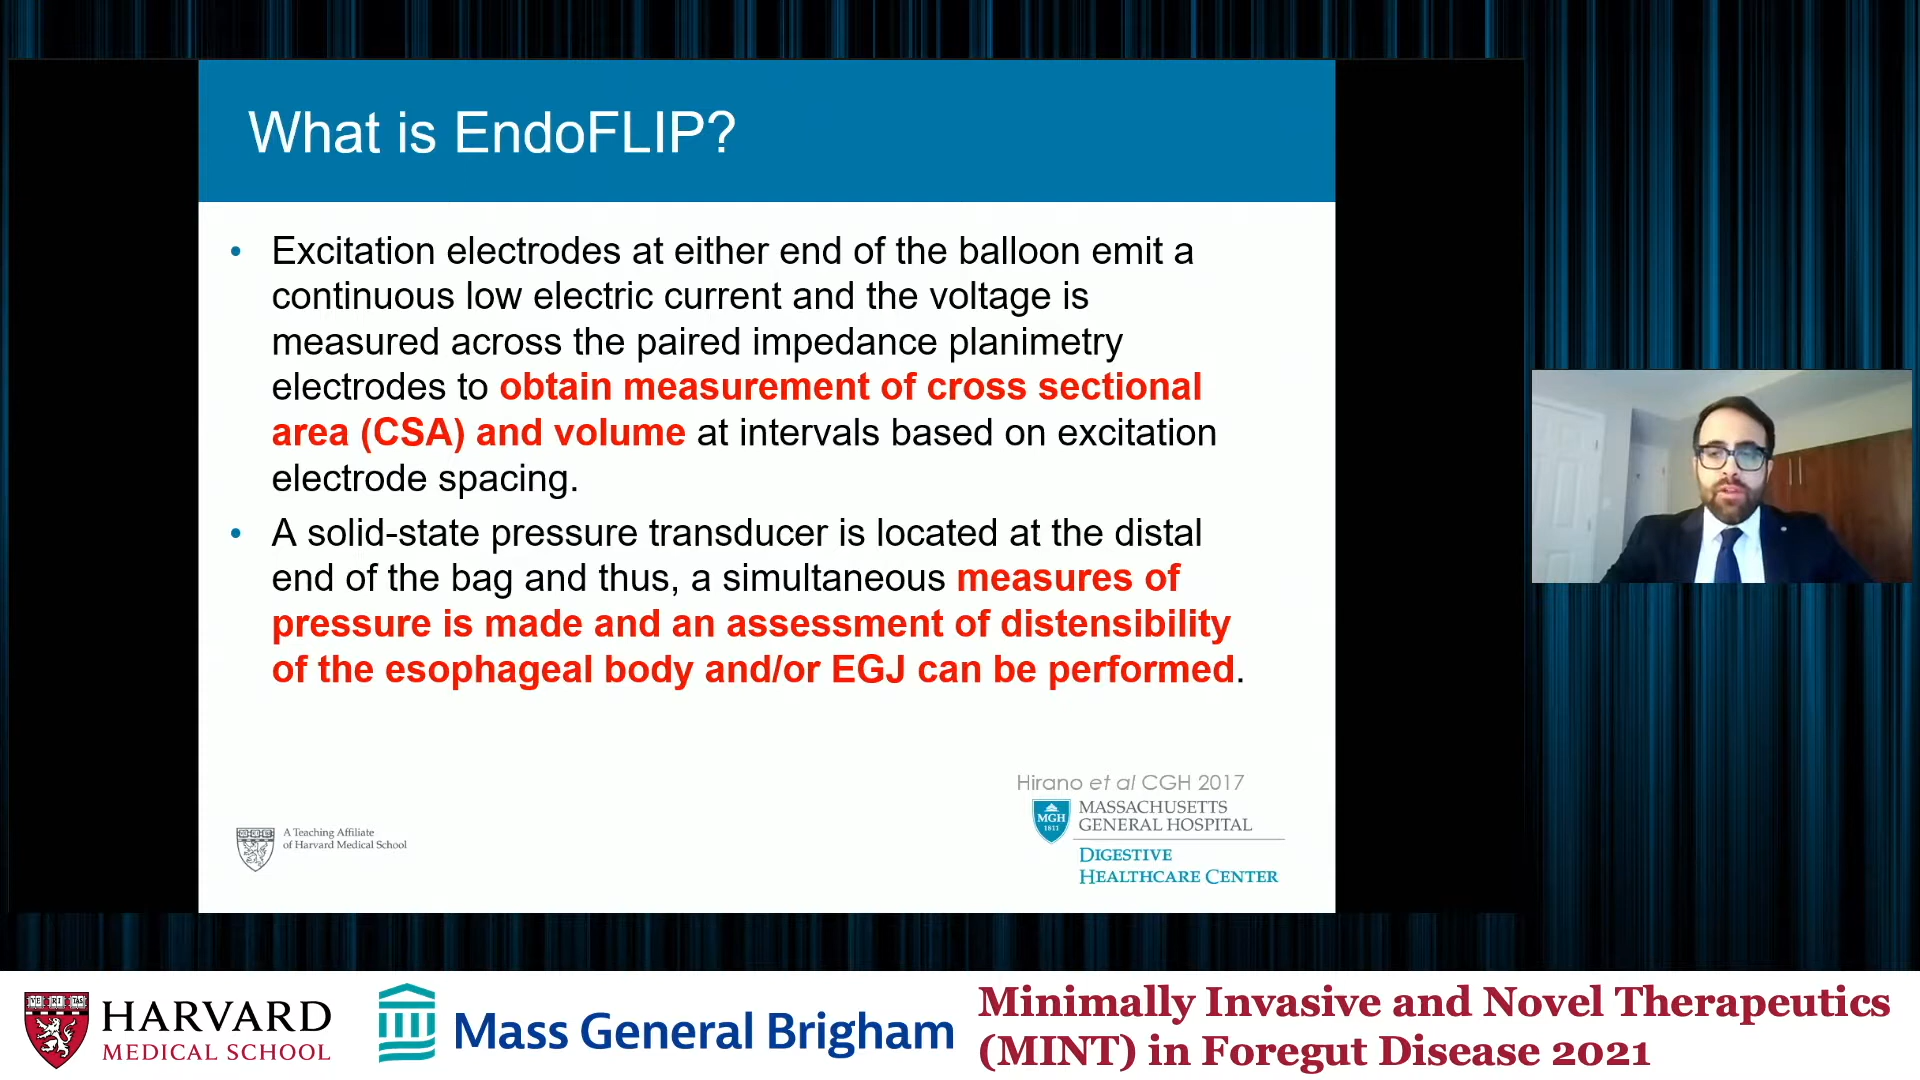 What is EndoFLIP?
• Excitation electrodes at either end of the balloon emit a
continuous low electric current and the voltage is
measured across the paired impedance planimetry
electrodes to obtain measurement of cross sectional
area (CSA) and volume at intervals based on excitation
electrode spacing.
• A solid-state pressure transducer is located at the distal
end of the bag and thus, a simultaneous measures of
pressure is made and an assessment of distensibility
of the esophageal body and/or EGJ can be performed.
Hirano et al CGH 2017
A Teaching Affiliate
of Harvard Medical School
MGH
1811
MASSACHUSETTS
GENERAL HOSPITAL
DIGESTIVE
HEALTHCARE CENTER
VE RI TAS
HARVARD
MEDICAL SCHOOL
Mass General Brigham
Minimally Invasive and Novel Therapeutics
(MINT) in Foregut Disease 2021